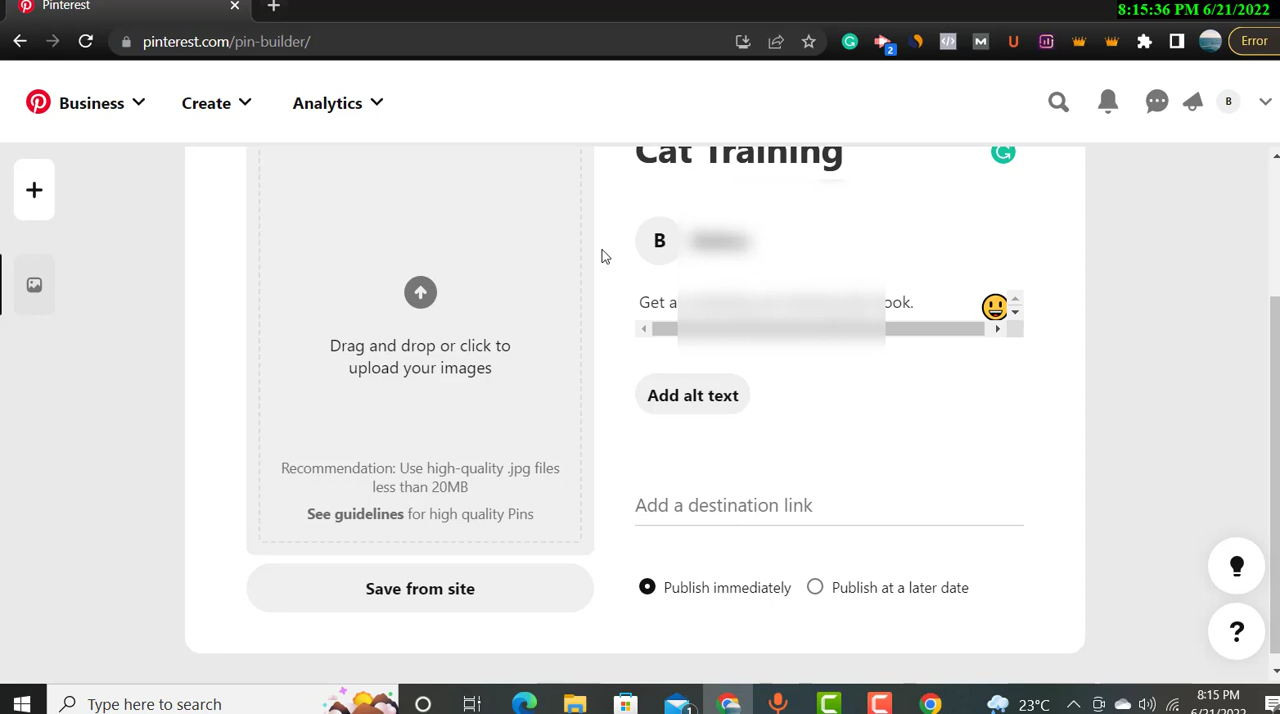 8:15:36 PM 6/21/2022
Pinterest
pinterest.com/pin-builder/
2
M
U
Error
Business
Create
Analytics
B
Cat Training
B
Get a
ook.
Drag and drop or click to
upload your images
Add alt text
Recommendation: Use high-quality .jpg files
less than 20MB
See guidelines for high quality Pins
Add a destination link
Save from site
Publish immediately
Publish at a later date
?
Type here to search
1
23°C
8:15 PM
6/21/2022